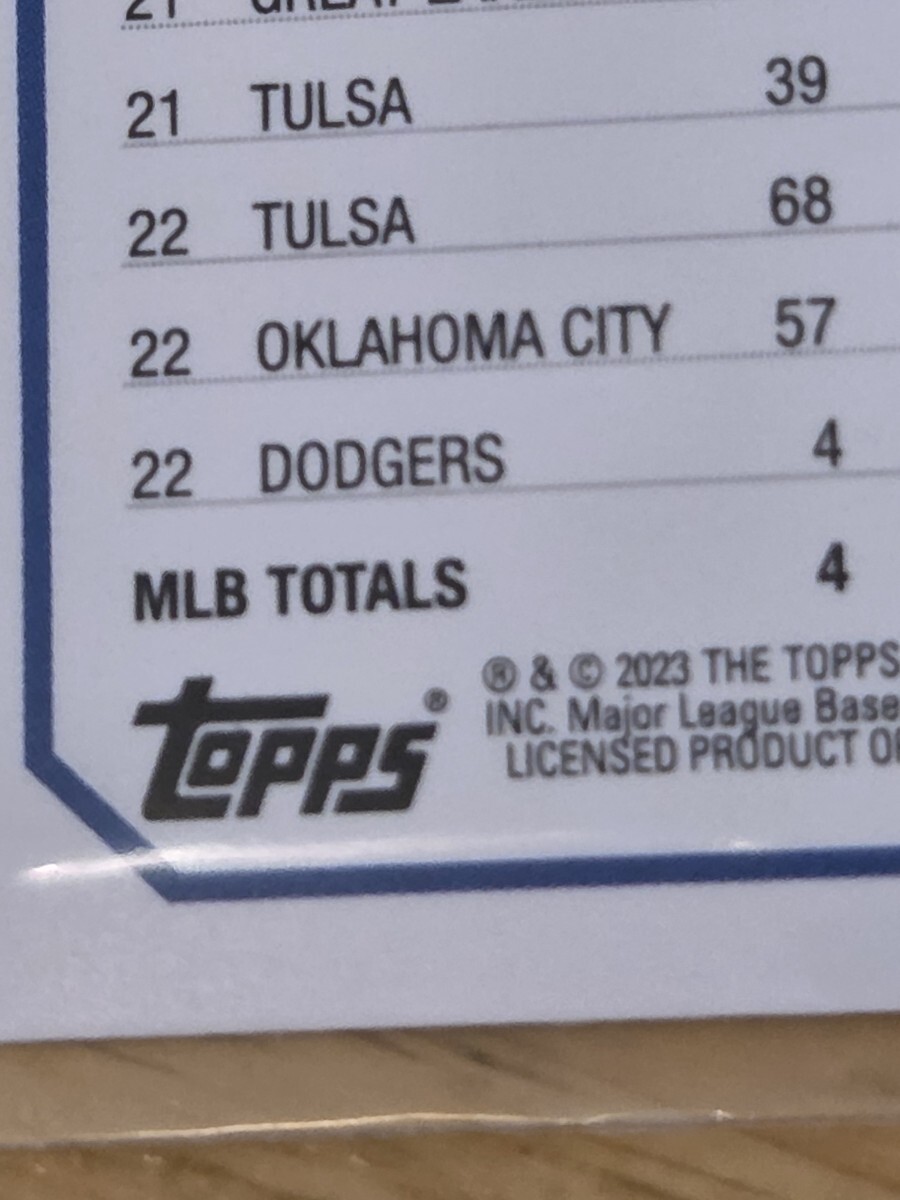 21 TULSA 39
22 TULSA 68
22 OKLAHOMA CITY 57
22 DODGERS 4
MLB TOTALS 4
topps® ® & © 2023 THE TOPPS
INC. Major League Base
LICENSED PRODUCT OF